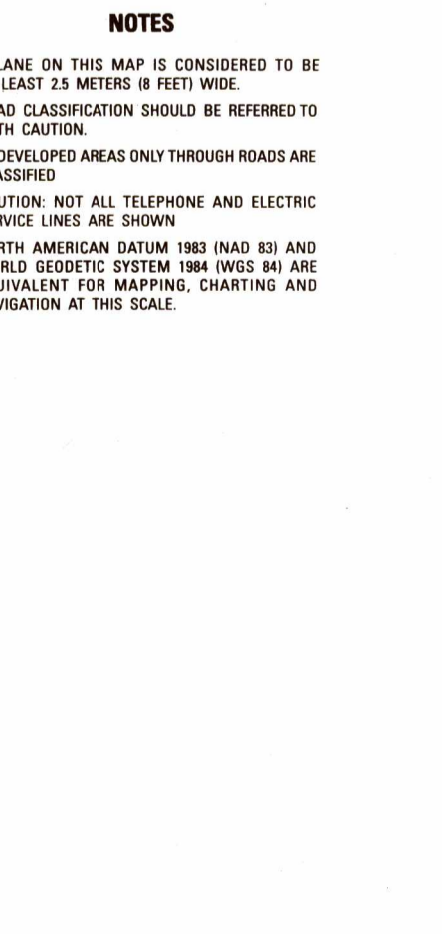 NOTES
LANE ON THIS MAP IS CONSIDERED TO BE
LEAST 2.5 METERS (8 FEET) WIDE.
AD CLASSIFICATION SHOULD BE REFERRED TO
TH CAUTION.
DEVELOPED AREAS ONLY THROUGH ROADS ARE
ASSIFIED
UTION: NOT ALL TELEPHONE AND ELECTRIC
RVICE LINES ARE SHOWN
RTH AMERICAN DATUM 1983 (NAD 83) AND
RLD GEODETIC SYSTEM 1984 (WGS 84) ARE
UIVALENT FOR MAPPING, CHARTING AND
VIGATION AT THIS SCALE.